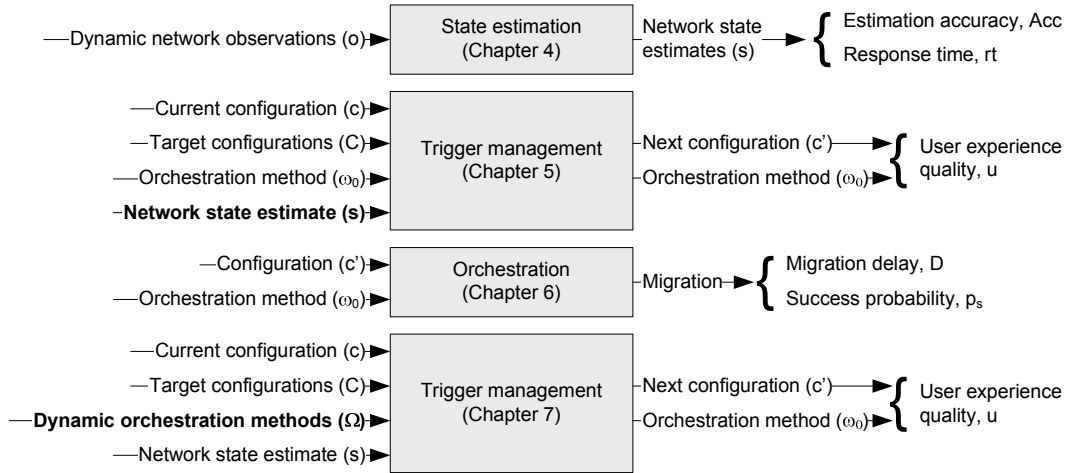 Dynamic network observations (o)
State estimation
(Chapter 4)
Network state
estimates (s)
Estimation accuracy, Acc
Response time, rt
Current configuration (c)
Target configurations (C)
Orchestration method (ω₀)
Network state estimate (s)
Trigger management
(Chapter 5)
Next configuration (c')
Orchestration method (ω₀)
User experience
quality, u
Configuration (c')
Orchestration method (ω₀)
Orchestration
(Chapter 6)
Migration
Migration delay, D
Success probability, pₛ
Current configuration (c)
Target configurations (C)
Dynamic orchestration methods (Ω)
Network state estimate (s)
Trigger management
(Chapter 7)
Next configuration (c')
Orchestration method (ω₀)
User experience
quality, u